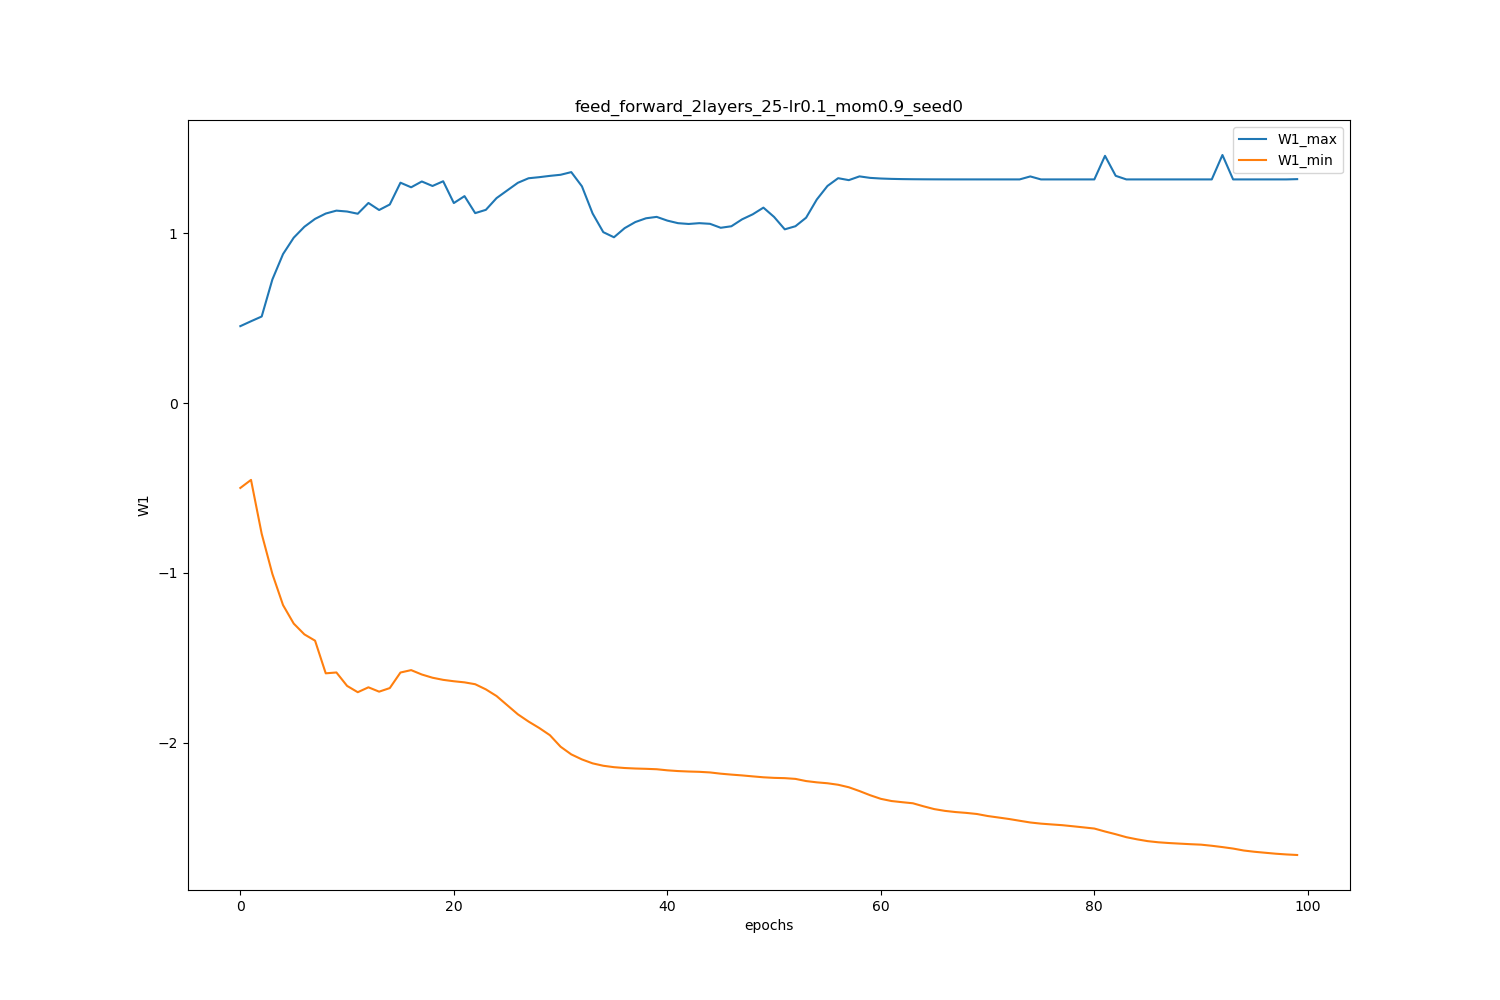 feed_forward_2layers_25-lr0.1_mom0.9_seed0
W1_max
W1_min
1
0
−1
−2
W1
0 20 40 60 80 100
epochs